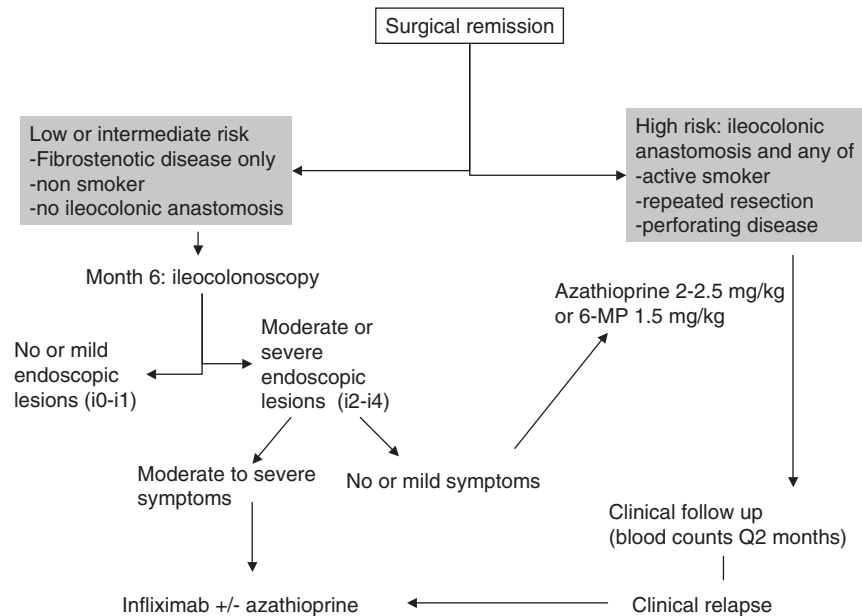 Surgical remission
Low or intermediate risk
-Fibrostenotic disease only
-non smoker
-no ileocolonic anastomosis
High risk: ileocolonic
anastomosis and any of
-active smoker
-repeated resection
-perforating disease
Month 6: ileocolonoscopy
Azathioprine 2-2.5 mg/kg
or 6-MP 1.5 mg/kg
No or mild
endoscopic
lesions (i0-i1)
Moderate or
severe
endoscopic
lesions (i2-i4)
Moderate to severe
symptoms
No or mild symptoms
Clinical follow up
(blood counts Q2 months)
Infliximab +/- azathioprine
Clinical relapse